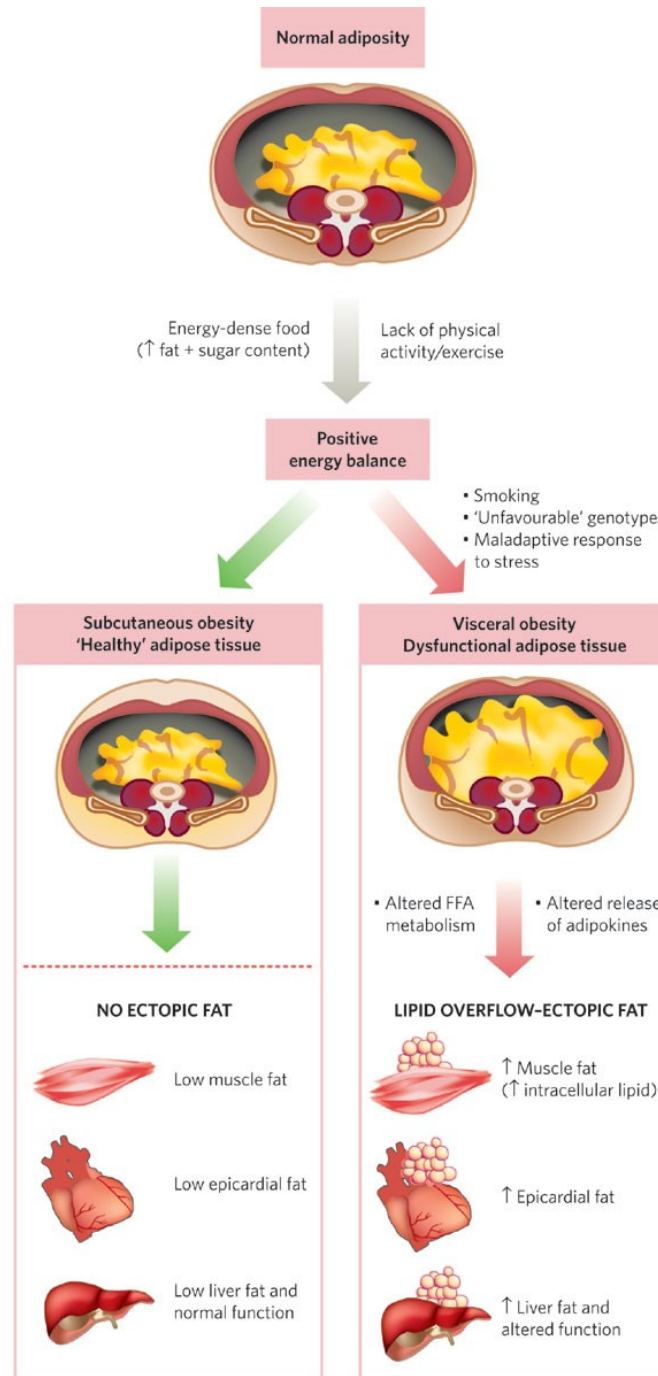 Normal adiposity
Energy-dense food
(↑ fat + sugar content)
Lack of physical
activity/exercise
Positive
energy balance
• Smoking
• ‘Unfavourable’ genotype
• Maladaptive response
to stress
Subcutaneous obesity
‘Healthy’ adipose tissue
Visceral obesity
Dysfunctional adipose tissue
• Altered FFA
metabolism
• Altered release
of adipokines
NO ECTOPIC FAT
Low muscle fat
Low epicardial fat
Low liver fat and
normal function
LIPID OVERFLOW–ECTOPIC FAT
↑ Muscle fat
(↑ intracellular lipid)
↑ Epicardial fat
↑ Liver fat and
altered function